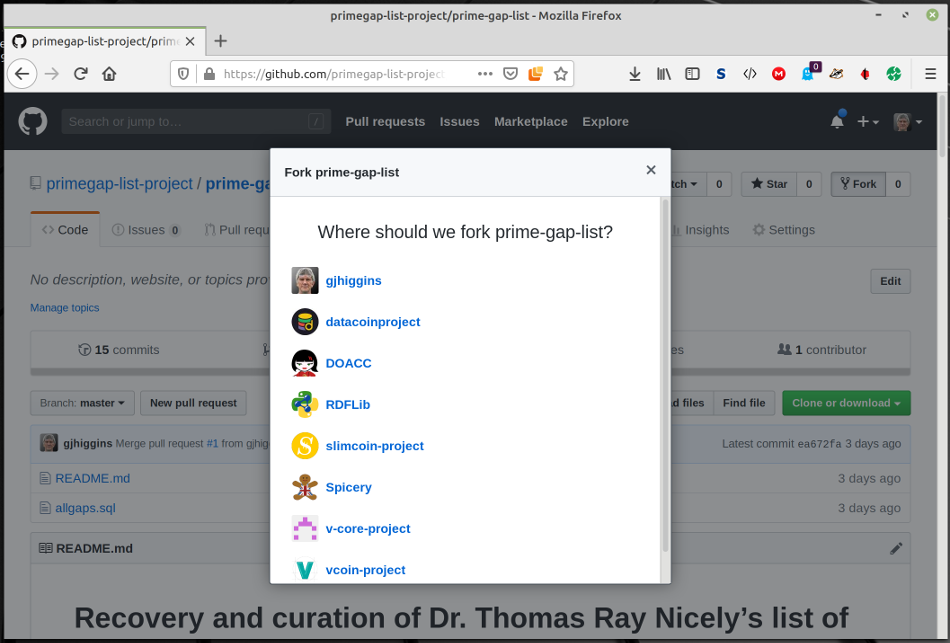 primegap-list-project/prime-gap-list - Mozilla Firefox
primegap-list-project/prim
https://github.com/primegap-list-project
0
Search or jump to… /
Pull requests Issues Marketplace Explore
Fork prime-gap-list
primegap-list-project / prime-ga
tch 0 Star 0 Fork 0
Where should we fork prime-gap-list?
Code Issues 0 Pull requ
Insights Settings
No description, website, or topics pro
Edit
Manage topics
gjhiggins
datacoinproject
15 commits
es 1 contributor
DOACC
Branch: master New pull request
RDFLib
d files Find file Clone or download
gjhiggins Merge pull request #1 from gjhig
slimcoin-project
Latest commit ea672fa 3 days ago
README.md
3 days ago
Spicery
allgaps.sql
3 days ago
v-core-project
README.md
vcoin-project
Recovery and curation of Dr. Thomas Ray Nicely’s list of